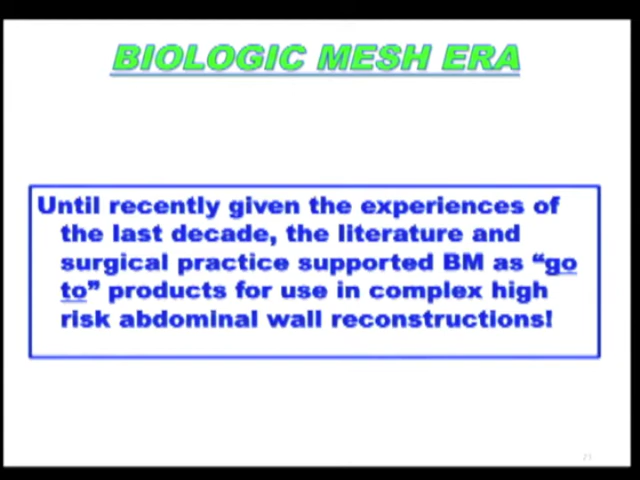 BIOLOGIC MESH ERA
Until recently given the experiences of
the last decade, the literature and
surgical practice supported BM as “go
to” products for use in complex high
risk abdominal wall reconstructions!